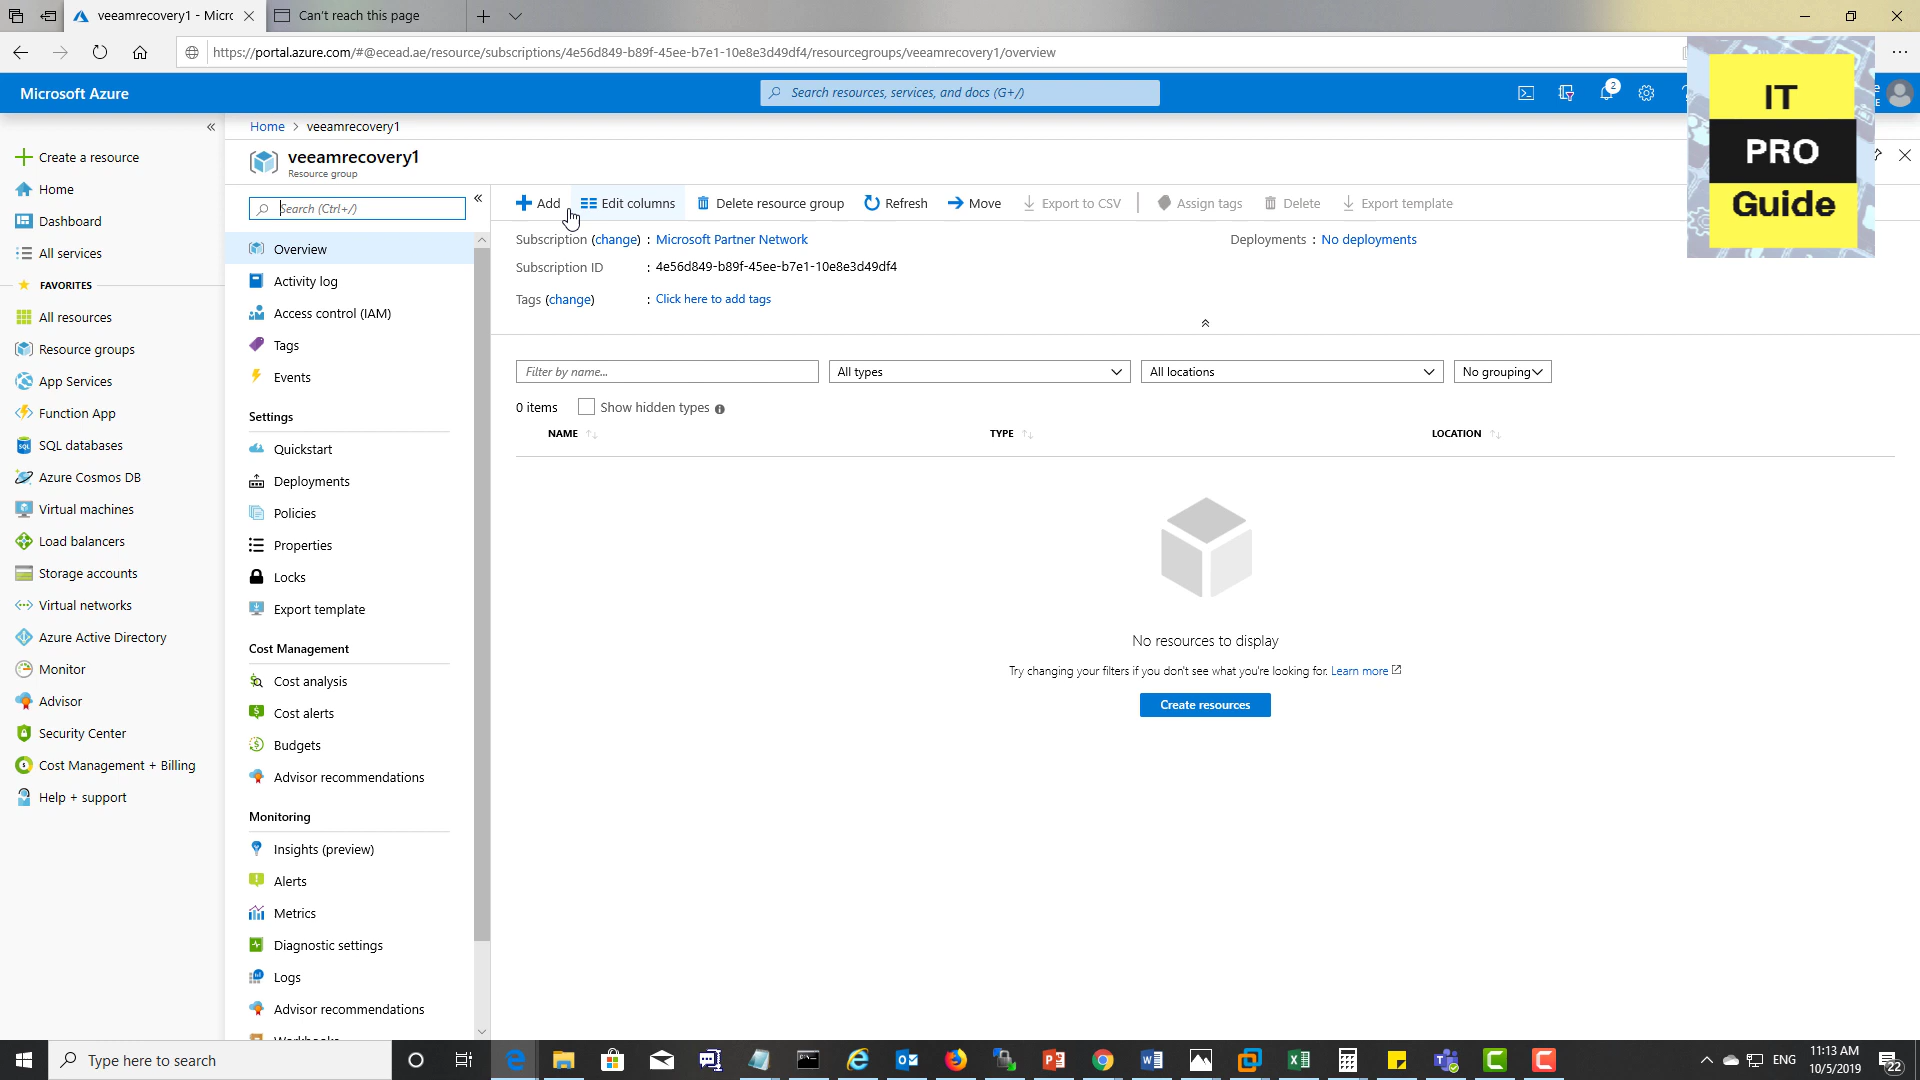 veeamrecovery1 - Micr
Can't reach this page
https://portal.azure.com/#@ecead.ae/resource/subscriptions/4e56d849-b89f-45ee-b7e1-10e8e3d49df4/resourcegroups/veeamrecovery1/overview
Microsoft Azure
Search resources, services, and docs (G+/)
2
IT
PRO
Guide
Home > veeamrecovery1
veeamrecovery1
Resource group
Create a resource
Home
Dashboard
All services
FAVORITES
All resources
Resource groups
App Services
Function App
SQL databases
Azure Cosmos DB
Virtual machines
Load balancers
Storage accounts
Virtual networks
Azure Active Directory
Monitor
Advisor
Security Center
Cost Management + Billing
Help + support
Search (Ctrl+/)
Overview
Activity log
Access control (IAM)
Tags
Events
Settings
Quickstart
Deployments
Policies
Properties
Locks
Export template
Cost Management
Cost analysis
Cost alerts
Budgets
Advisor recommendations
Monitoring
Insights (preview)
Alerts
Metrics
Diagnostic settings
Logs
Advisor recommendations
Add Edit columns Delete resource group Refresh Move Export to CSV Assign tags Delete Export template
Subscription (change) : Microsoft Partner Network
Deployments : No deployments
Subscription ID : 4e56d849-b89f-45ee-b7e1-10e8e3d49df4
Tags (change) : Click here to add tags
Filter by name... All types All locations No grouping
0 items Show hidden types
NAME TYPE LOCATION
No resources to display
Try changing your filters if you don't see what you're looking for. Learn more
Create resources
Type here to search
ENG
11:13 AM
10/5/2019
22